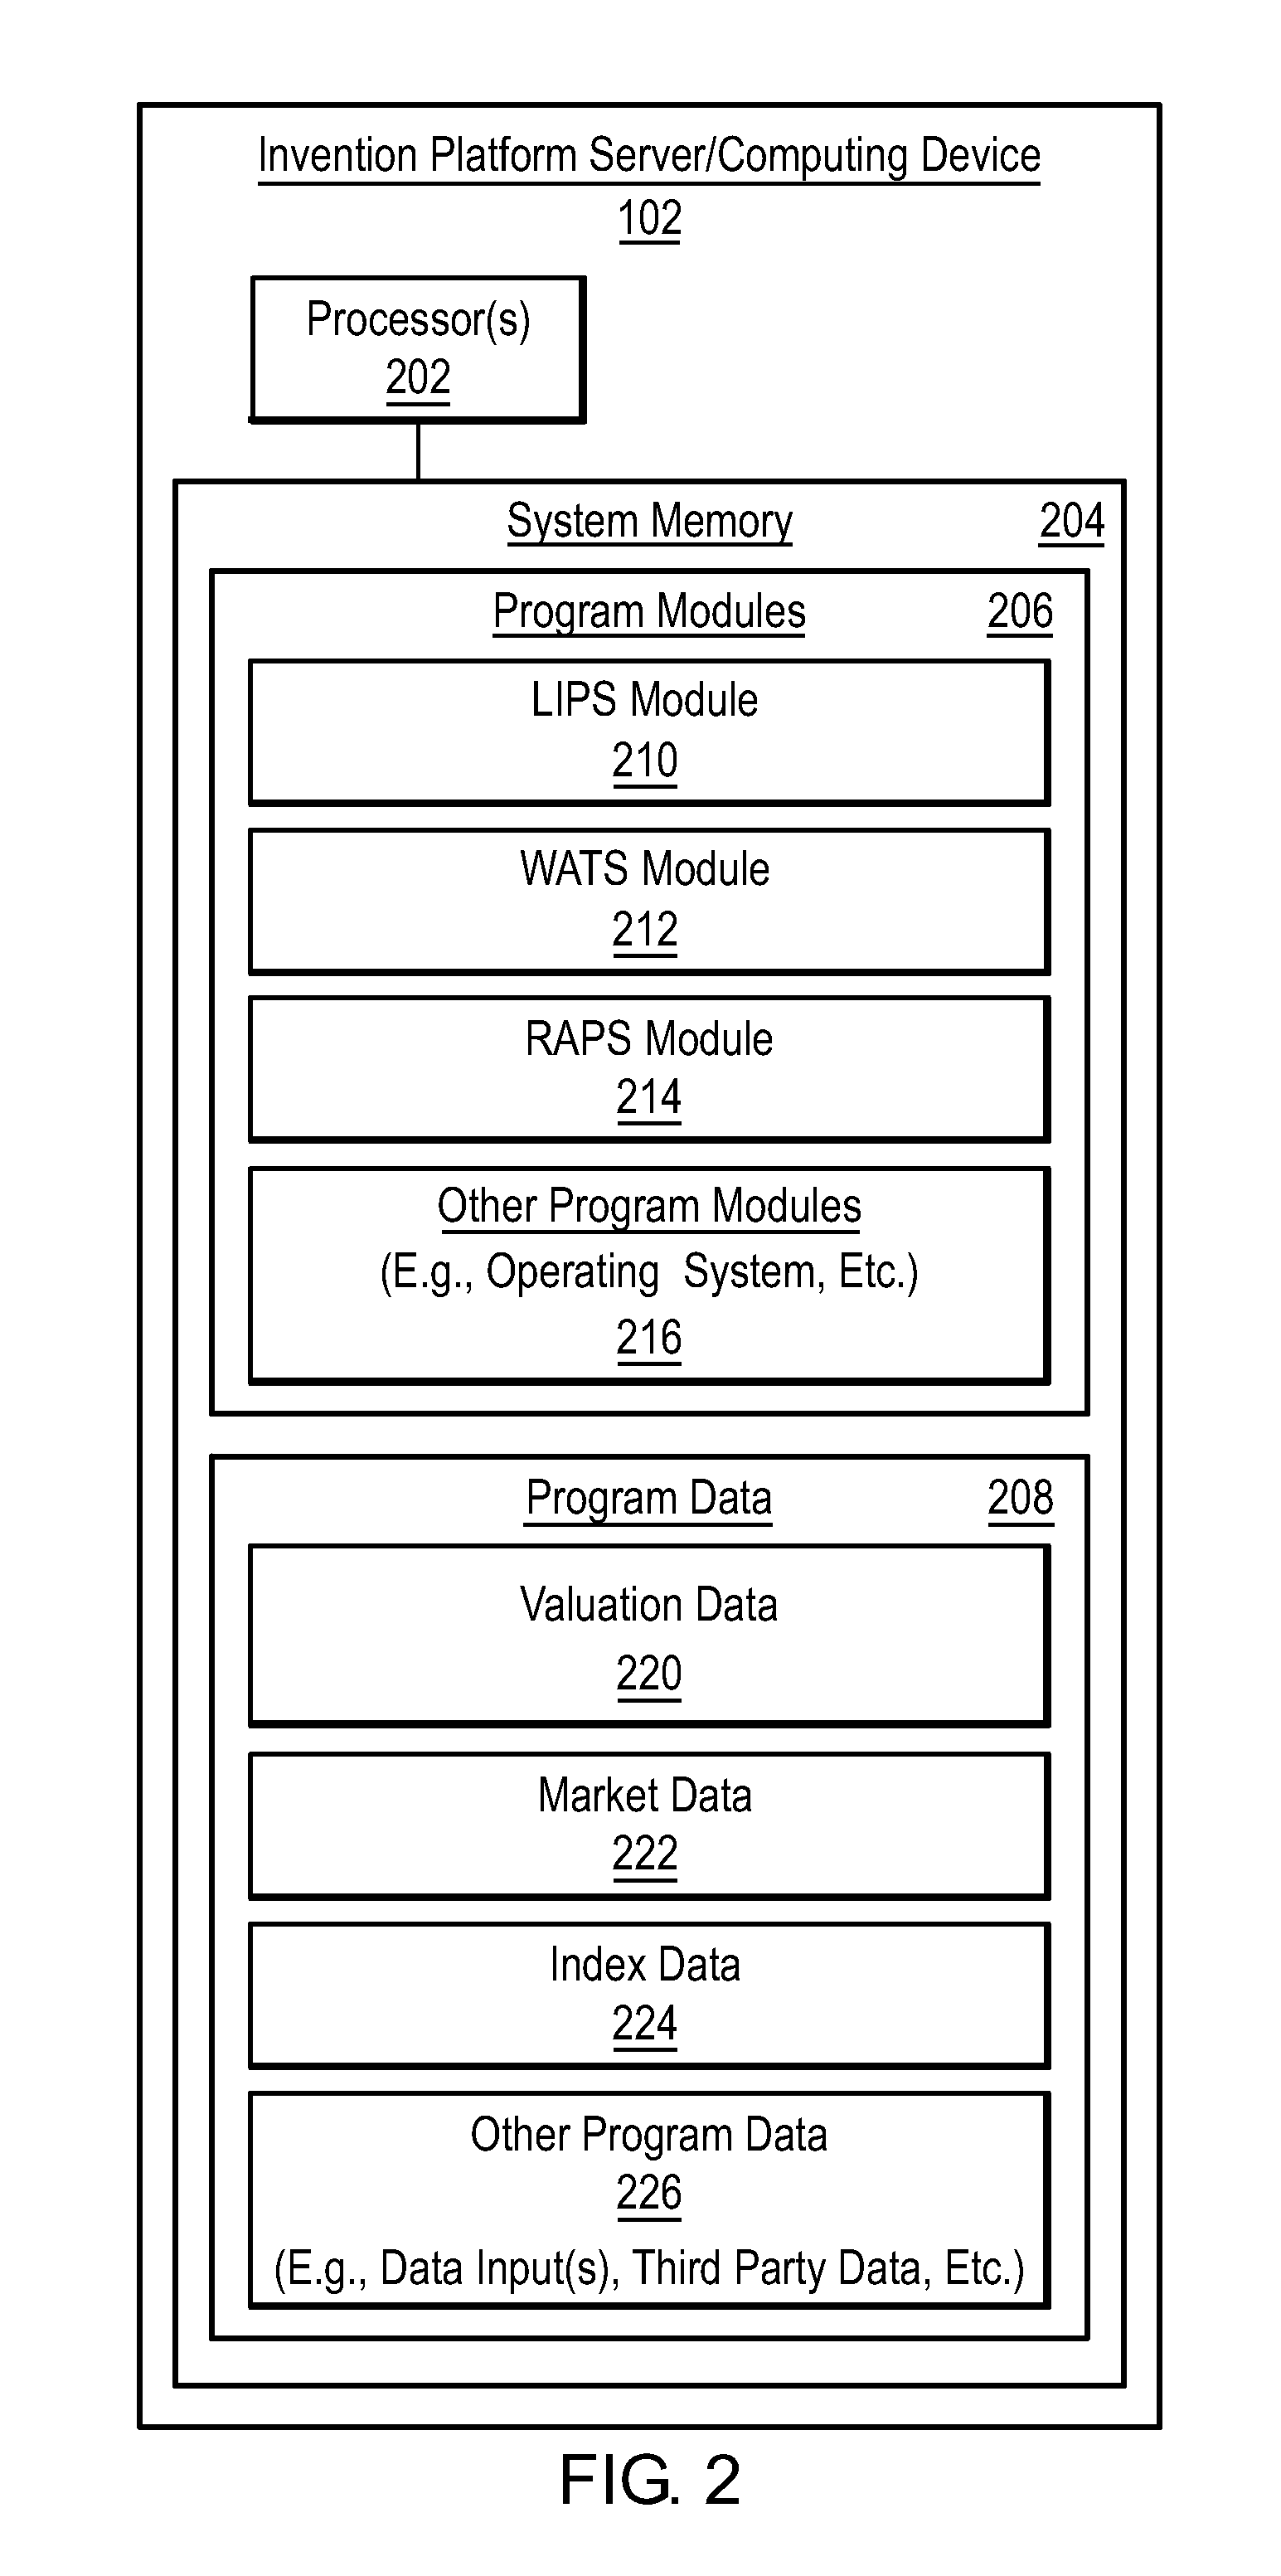 Invention Platform Server/Computing Device
102
Processor(s)
202
System Memory 204
Program Modules 206
LIPS Module
210
WATS Module
212
RAPS Module
214
Other Program Modules
(E.g., Operating System, Etc.)
216
Program Data 208
Valuation Data
220
Market Data
222
Index Data
224
Other Program Data
226
(E.g., Data Input(s), Third Party Data, Etc.)
FIG. 2